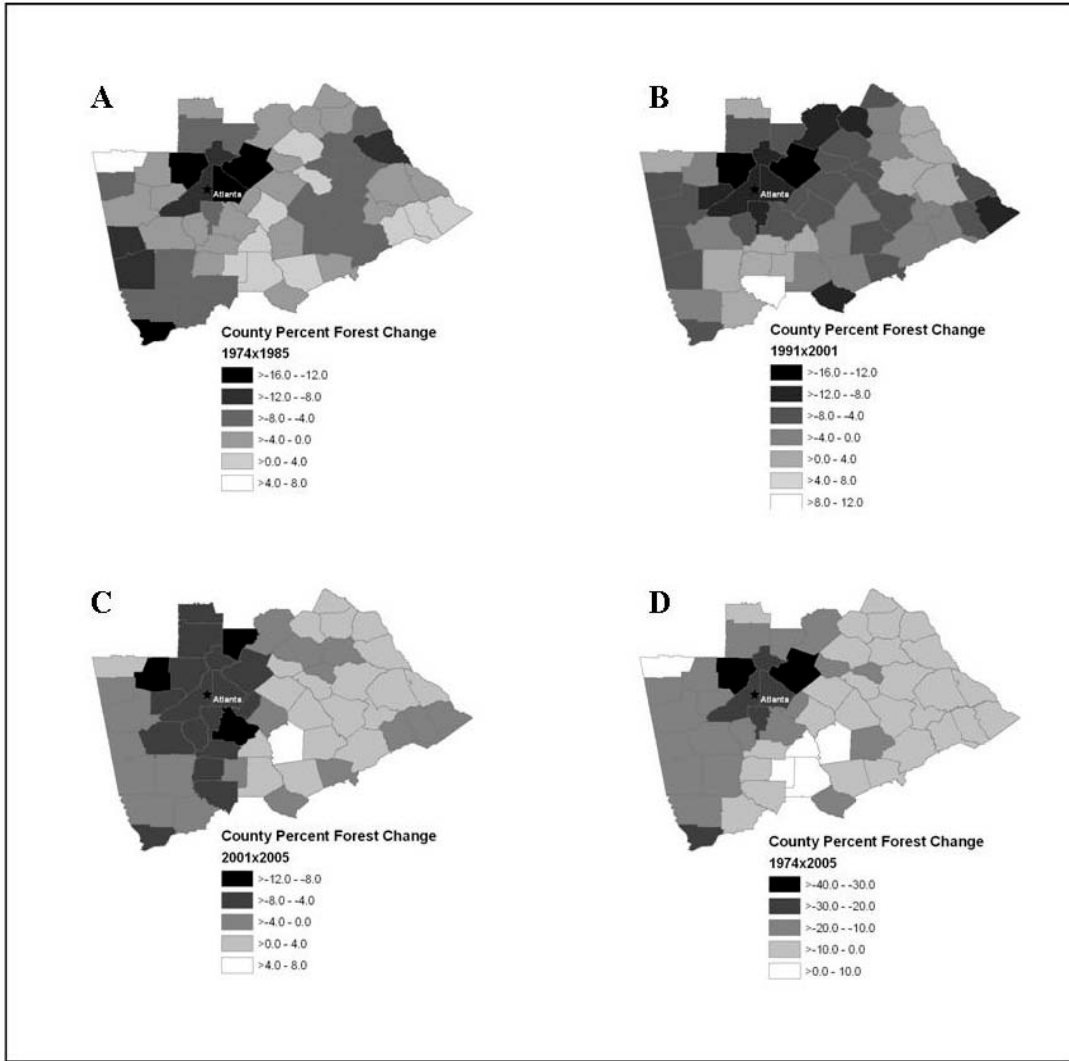 A
Atlanta
County Percent Forest Change
1974x1985
>-16.0 - -12.0
>-12.0 - -8.0
>-8.0 - -4.0
>-4.0 - 0.0
>0.0 - 4.0
>4.0 - 8.0
B
Atlanta
County Percent Forest Change
1991x2001
>-16.0 - -12.0
>-12.0 - -8.0
>-8.0 - -4.0
>-4.0 - 0.0
>0.0 - 4.0
>4.0 - 8.0
>8.0 - 12.0
C
Atlanta
County Percent Forest Change
2001x2005
>-12.0 - -8.0
>-8.0 - -4.0
>-4.0 - 0.0
>0.0 - 4.0
>4.0 - 8.0
D
Atlanta
County Percent Forest Change
1974x2005
>-40.0 - -30.0
>-30.0 - -20.0
>-20.0 - -10.0
>-10.0 - 0.0
>0.0 - 10.0